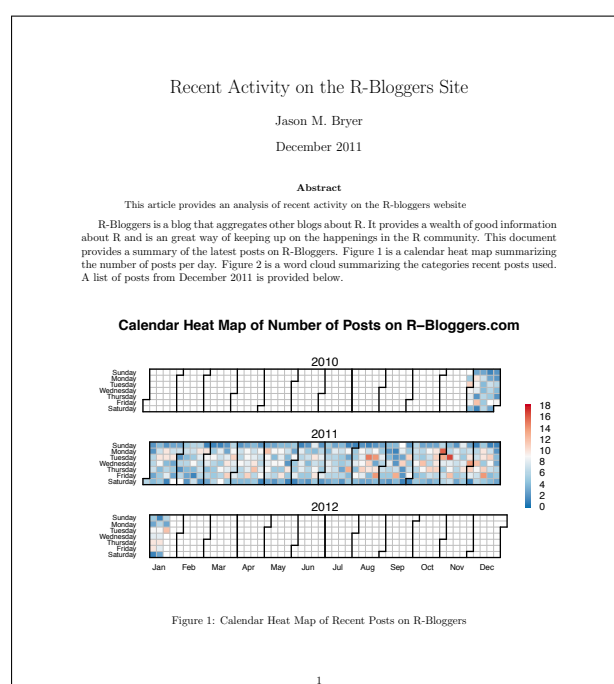 Recent Activity on the R-Bloggers Site
Jason M. Bryer
December 2011
Abstract
This article provides an analysis of recent activity on the R-bloggers website
R-Bloggers is a blog that aggregates other blogs about R. It provides a wealth of good information
about R and is an great way of keeping up on the happenings in the R community. This document
provides a summary of the latest posts on R-Bloggers. Figure 1 is a calendar heat map summarizing
the number of posts per day. Figure 2 is a word cloud summarizing the categories recent posts used.
A list of posts from December 2011 is provided below.
Calendar Heat Map of Number of Posts on R−Bloggers.com
2010
Sunday
Monday
Tuesday
Wednesday
Thursday
Friday
Saturday
2011
Sunday
Monday
Tuesday
Wednesday
Thursday
Friday
Saturday
2012
Sunday
Monday
Tuesday
Wednesday
Thursday
Friday
Saturday
Jan Feb Mar Apr May Jun Jul Aug Sep Oct Nov Dec
18
16
14
12
10
8
6
4
2
0
Figure 1: Calendar Heat Map of Recent Posts on R-Bloggers
1